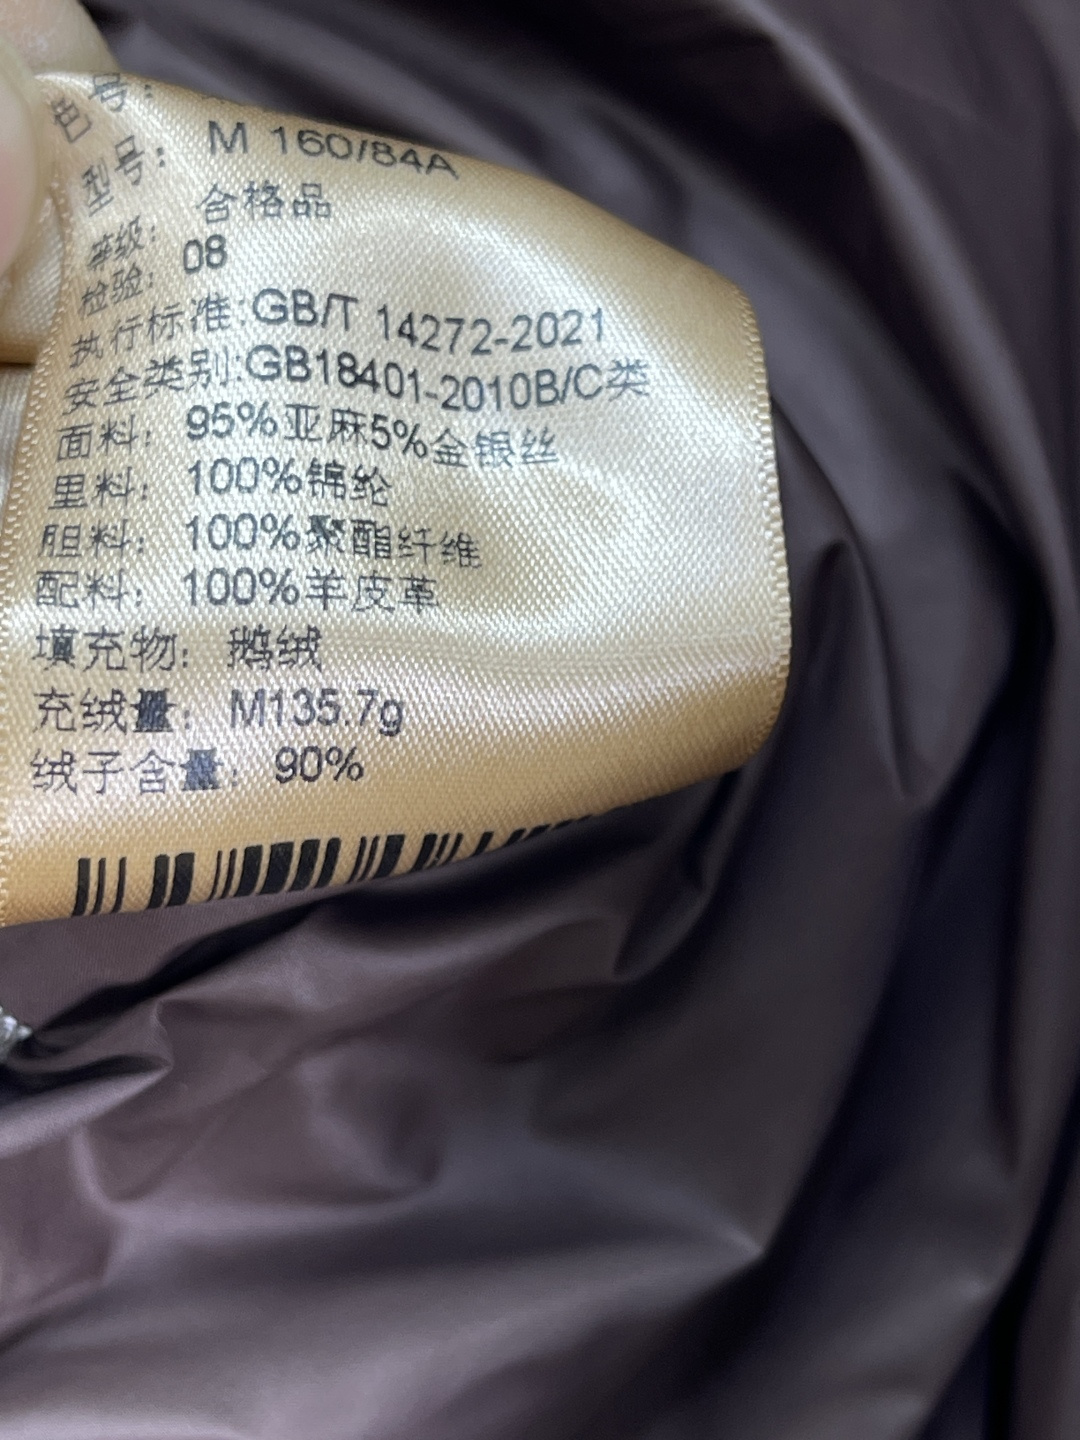 色号:
型号: M 160/84A
等级: 合格品
检验: 08
执行标准:GB/T 14272-2021
安全类别:GB18401-2010B/C类
面料: 95%亚麻5%金银丝
里料: 100%锦纶
胆料: 100%聚酯纤维
配料: 100%羊皮革
填充物: 鹅绒
充绒量: M135.7g
绒子含量: 90%